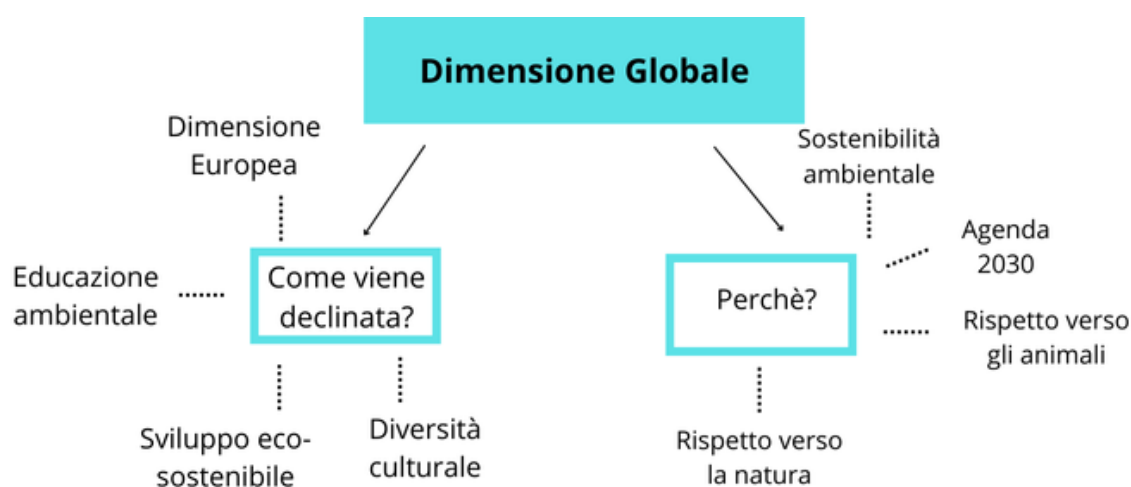 Dimensione Globale
Dimensione
Europea
Sostenibilità
ambientale
Educazione
ambientale
Come viene
declinata?
Perchè?
Agenda
2030
Rispetto verso
gli animali
Sviluppo eco-
sostenibile
Diversità
culturale
Rispetto verso
la natura